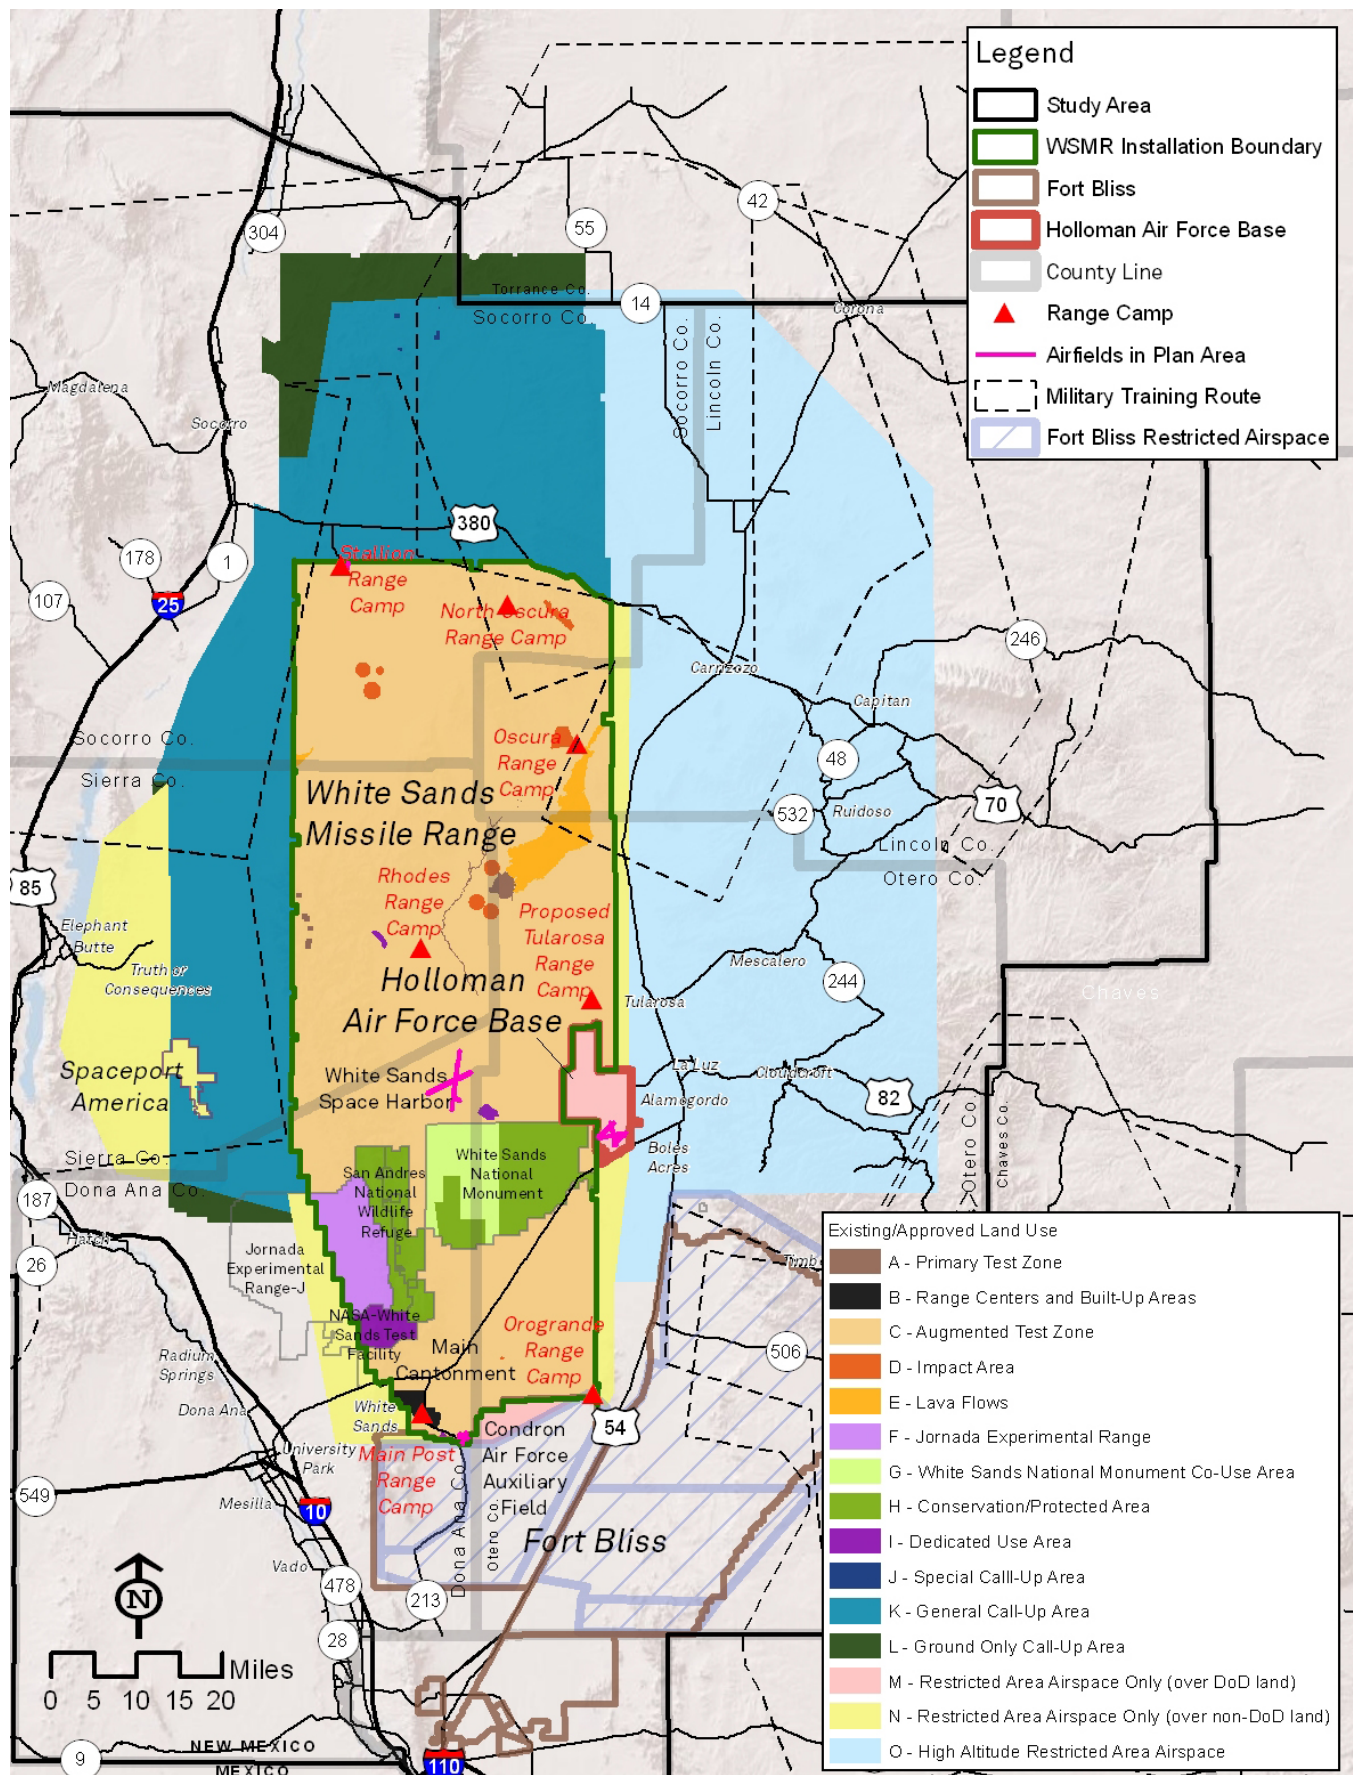 Legend
Study Area
WSMR Installation Boundary
Fort Bliss
Holloman Air Force Base
County Line
Range Camp
Airfields in Plan Area
Military Training Route
Fort Bliss Restricted Airspace
304
55
42
Torrance Co.
Socorro Co.
14
Corona
Socorro Co.
Lincoln Co.
Magdalena
Socorro
380
178
1
107
25
Stallion
Range
Camp
North Oscura
Range Camp
246
Carrizozo
Capitan
Socorro Co.
Sierra Co.
Oscura
Range
Camp
48
White Sands
Missile Range
532
Ruidoso
70
Lincoln Co.
Otero Co.
85
Rhodes
Range
Camp
Proposed
Tularosa
Range
Camp
Elephant
Butte
Truth or
Consequences
Mescalero
244
Holloman
Air Force Base
Tularosa
Chaves
Spaceport
America
White Sands
Space Harbor
La Luz
Cloudcroft
Alamogordo
82
Boles
Acres
Otero Co.
Chaves Co.
Sierra Co.
Dona Ana Co.
San Andres
National
Wildlife
Refuge
White Sands
National
Monument
187
Hatch
26
Jornada
Experimental
Range-J
Timb
NASA-White
Sands Test
Facility
Main
Cantonment
Orogrande
Range
Camp
506
Radium
Springs
Dona Ana
White
Sands
54
University
Park
Main Post
Range
Camp
Condron
Air Force
Auxiliary
Field
549
Mesilla
10
Dona Ana Co.
Otero Co.
Fort Bliss
Vado
478
213
N
28
Miles
0 5 10 15 20
NEW MEXICO
MEXICO
9
110
Existing/Approved Land Use
A - Primary Test Zone
B - Range Centers and Built-Up Areas
C - Augmented Test Zone
D - Impact Area
E - Lava Flows
F - Jornada Experimental Range
G - White Sands National Monument Co-Use Area
H - Conservation/Protected Area
I - Dedicated Use Area
J - Special Calll-Up Area
K - General Call-Up Area
L - Ground Only Call-Up Area
M - Restricted Area Airspace Only (over DoD land)
N - Restricted Area Airspace Only (over non-DoD land)
O - High Altitude Restricted Area Airspace